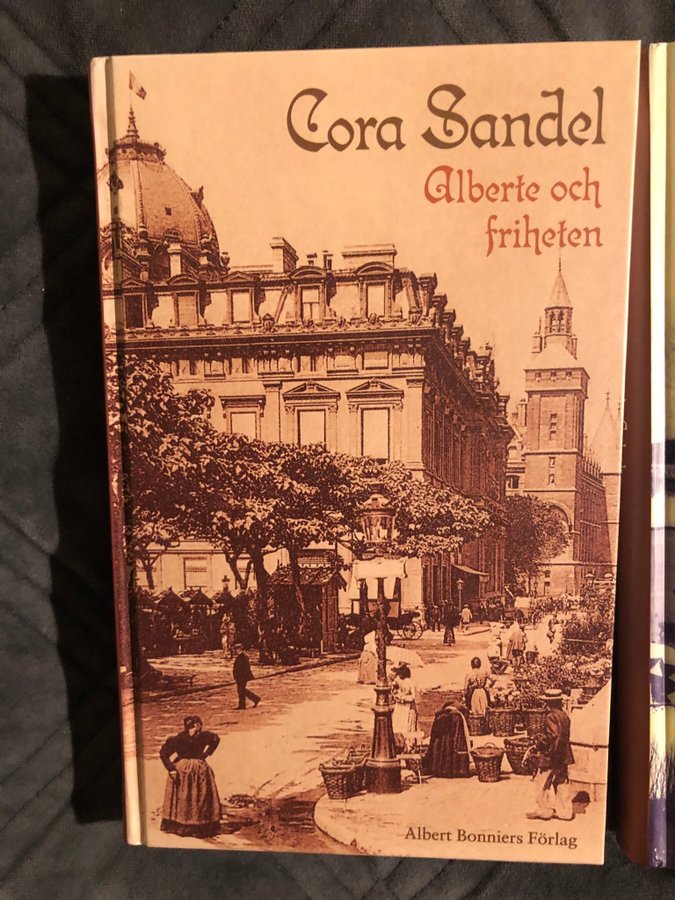 Cora Sandel
Alberte och
friheten
Albert Bonniers Förlag